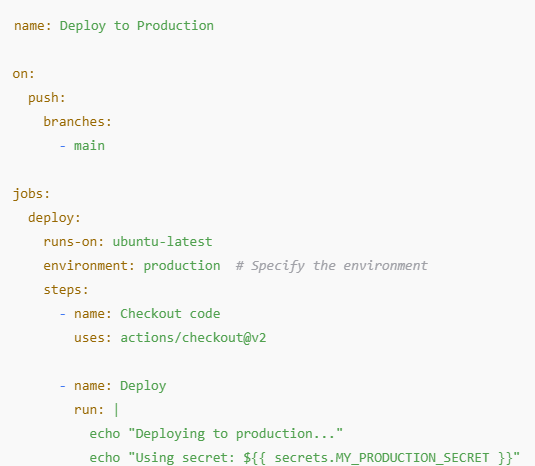 name: Deploy to Production
on:
  push:
    branches:
      - main
jobs:
  deploy:
    runs-on: ubuntu-latest
    environment: production  # Specify the environment
    steps:
      - name: Checkout code
        uses: actions/checkout@v2
      - name: Deploy
        run: |
          echo "Deploying to production..."
          echo "Using secret: ${{ secrets.MY_PRODUCTION_SECRET }}"